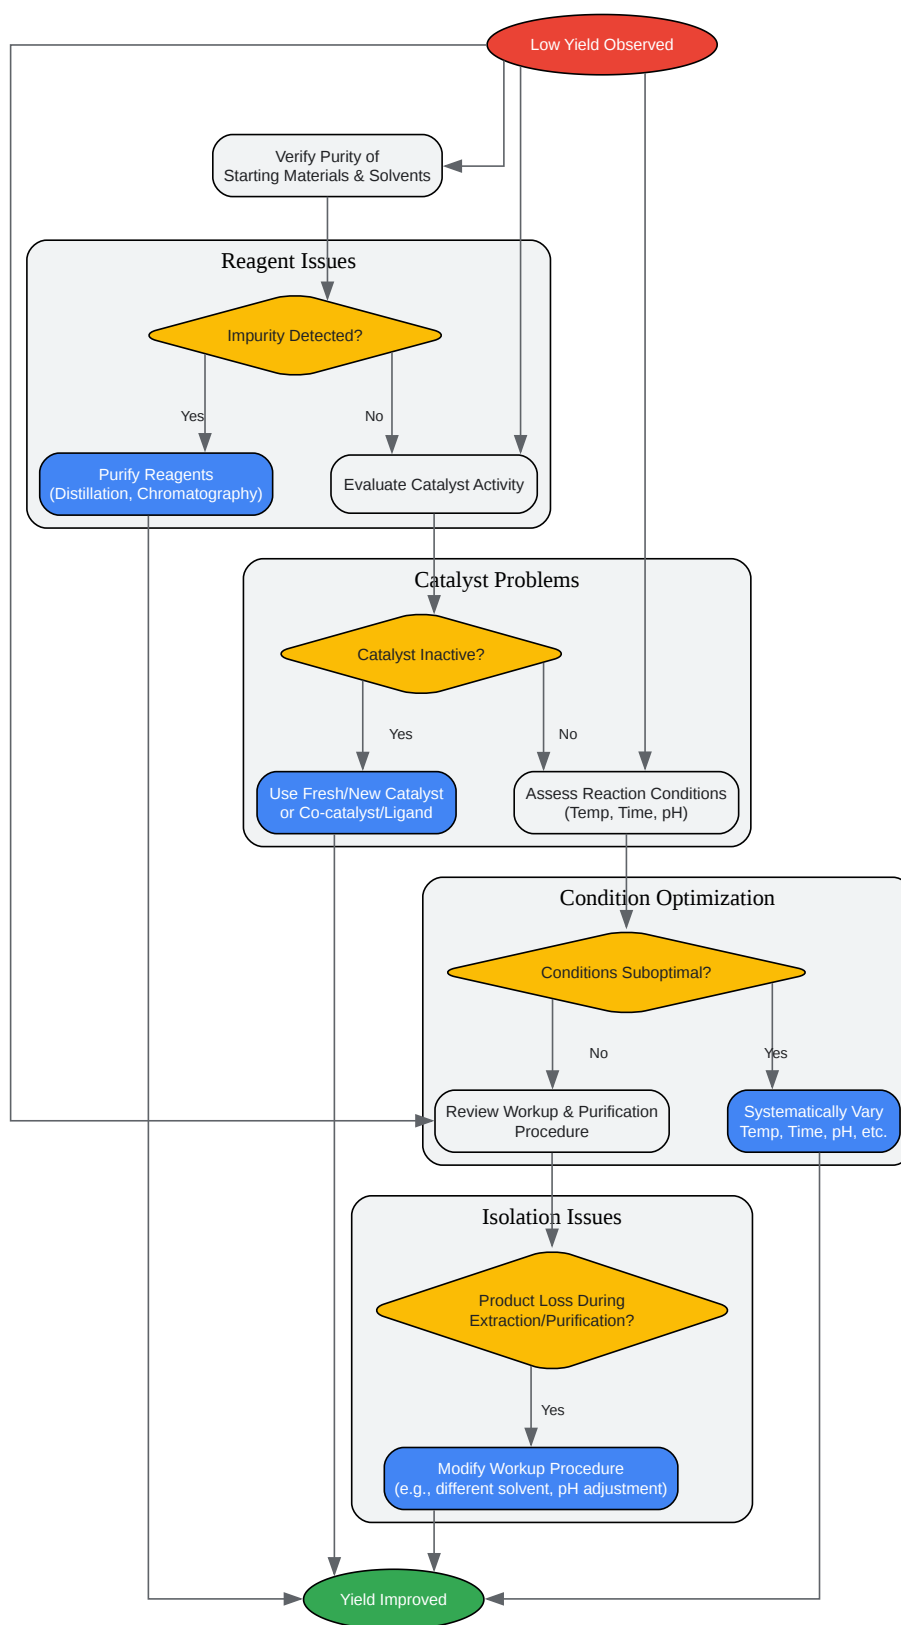 Low Yield Observed
Verify Purity of
Starting Materials & Solvents
Reagent Issues
Impurity Detected?
Yes
No
Purify Reagents
(Distillation, Chromatography)
Evaluate Catalyst Activity
Catalyst Problems
Catalyst Inactive?
Yes
No
Use Fresh/New Catalyst
or Co-catalyst/Ligand
Assess Reaction Conditions
(Temp, Time, pH)
Condition Optimization
Conditions Suboptimal?
No
Yes
Review Workup & Purification
Procedure
Systematically Vary
Temp, Time, pH, etc.
Isolation Issues
Product Loss During
Extraction/Purification?
Yes
Modify Workup Procedure
(e.g., different solvent, pH adjustment)
Yield Improved